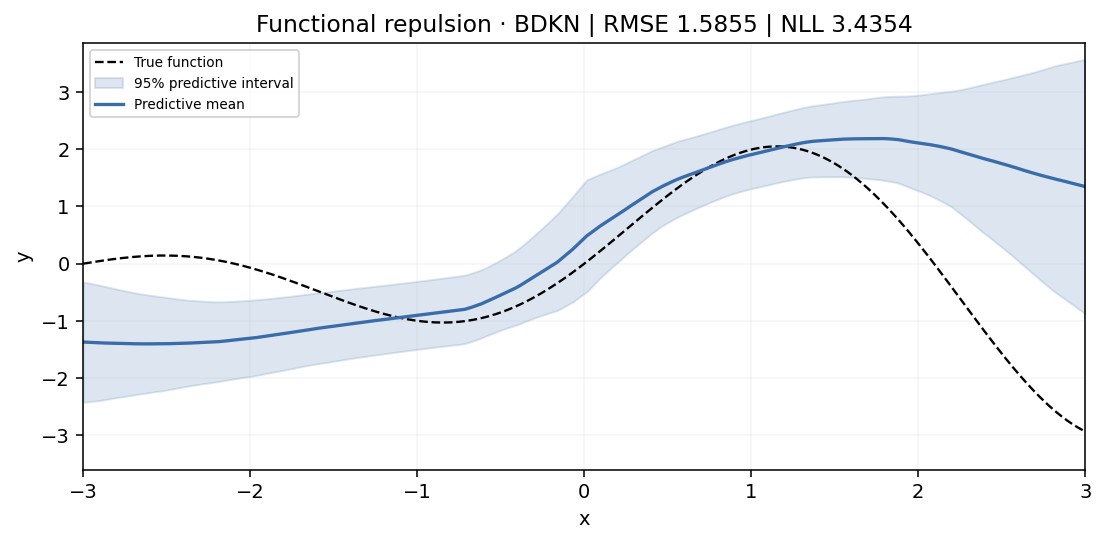 Functional repulsion · BDKN | RMSE 1.5855 | NLL 3.4354
True function
95% predictive interval
Predictive mean
y
3
2
1
0
−1
−2
−3
−3 −2 −1 0 1 2 3
x